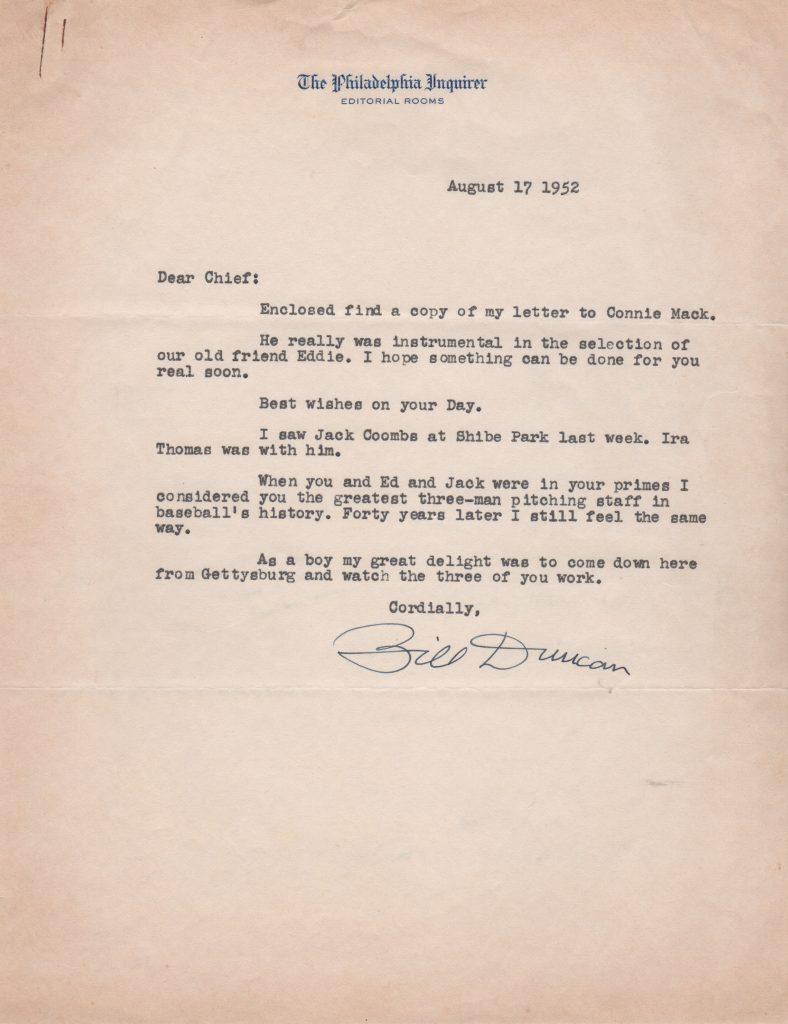 The Philadelphia Inquirer
EDITORIAL ROOMS
August 17 1952
Dear Chief:
Enclosed find a copy of my letter to Connie Mack.
He really was instrumental in the selection of
our old friend Eddie. I hope something can be done for you
real soon.
Best wishes on your Day.
I saw Jack Coombs at Shibe Park last week. Ira
Thomas was with him.
When you and Ed and Jack were in your primes I
considered you the greatest three-man pitching staff in
baseball's history. Forty years later I still feel the same
way.
As a boy my great delight was to come down here
from Gettysburg and watch the three of you work.
Cordially,
Bill Duncan